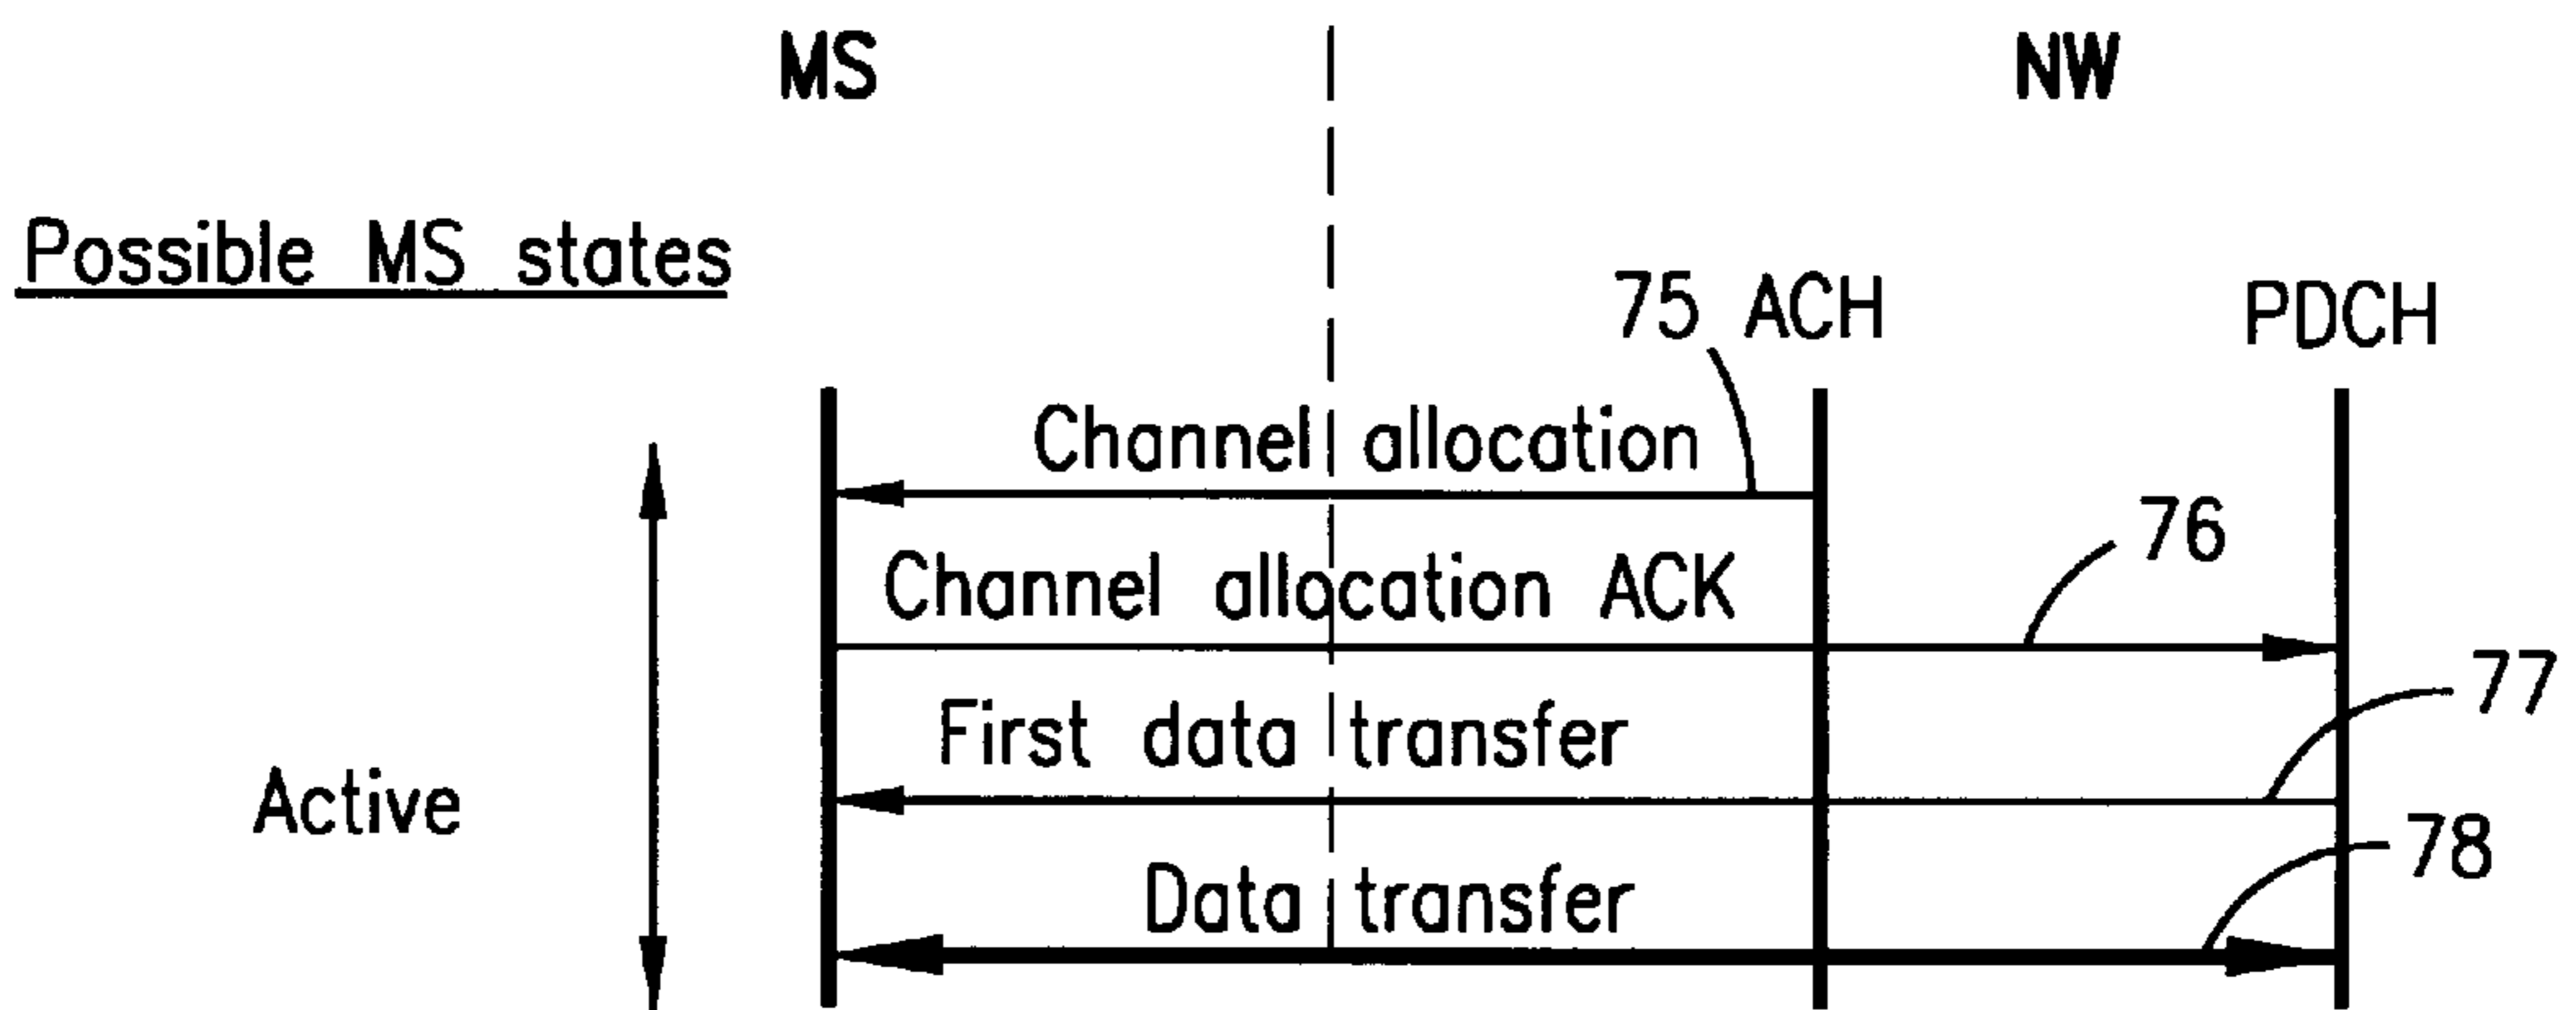 MS NW
Possible MS states
75 ACH
PDCH
Channel allocation
76
Channel allocation ACK
77
First data transfer
Active
78
Data transfer